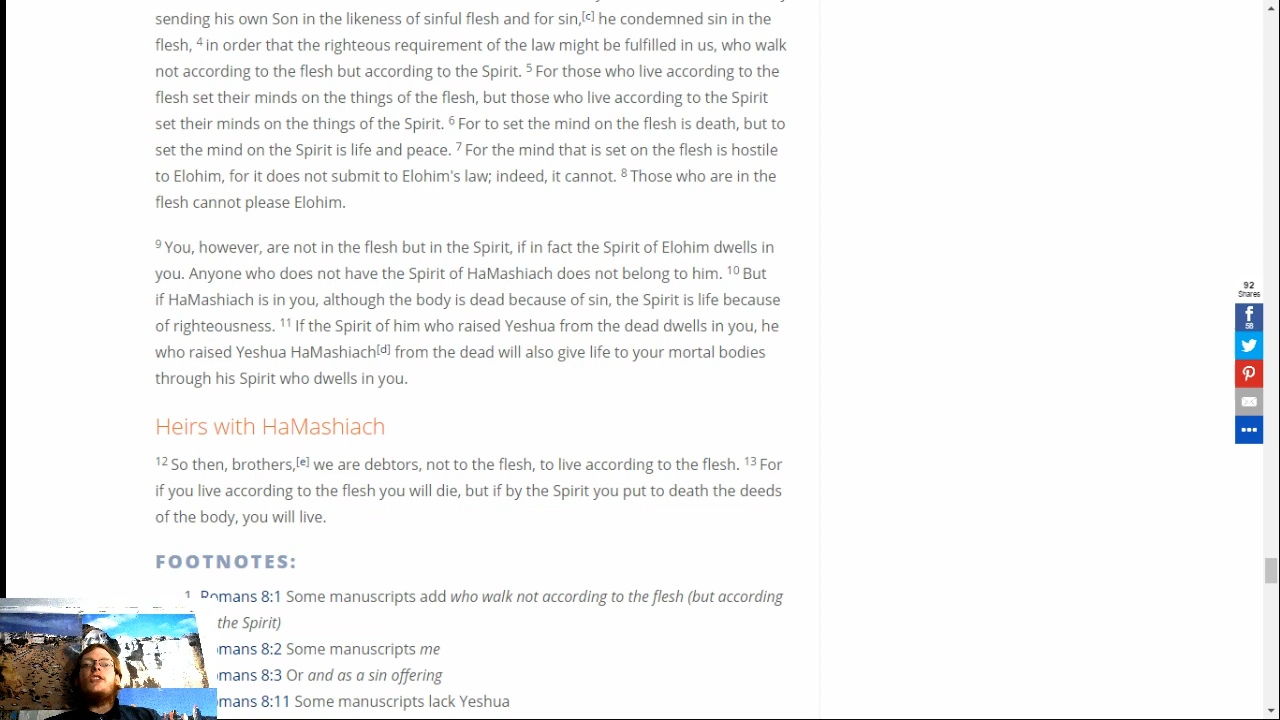 sending his own Son in the likeness of sinful flesh and for sin,[c] he condemned sin in the
flesh, 4 in order that the righteous requirement of the law might be fulfilled in us, who walk
not according to the flesh but according to the Spirit. 5 For those who live according to the
flesh set their minds on the things of the flesh, but those who live according to the Spirit
set their minds on the things of the Spirit. 6 For to set the mind on the flesh is death, but to
set the mind on the Spirit is life and peace. 7 For the mind that is set on the flesh is hostile
to Elohim, for it does not submit to Elohim's law; indeed, it cannot. 8 Those who are in the
flesh cannot please Elohim.
9 You, however, are not in the flesh but in the Spirit, if in fact the Spirit of Elohim dwells in
you. Anyone who does not have the Spirit of HaMashiach does not belong to him. 10 But
if HaMashiach is in you, although the body is dead because of sin, the Spirit is life because
of righteousness. 11 If the Spirit of him who raised Yeshua from the dead dwells in you, he
who raised Yeshua HaMashiach[d] from the dead will also give life to your mortal bodies
through his Spirit who dwells in you.
Heirs with HaMashiach
12 So then, brothers,[e] we are debtors, not to the flesh, to live according to the flesh. 13 For
if you live according to the flesh you will die, but if by the Spirit you put to death the deeds
of the body, you will live.
FOOTNOTES:
1. Romans 8:1 Some manuscripts add who walk not according to the flesh (but according
the Spirit)
omans 8:2 Some manuscripts me
omans 8:3 Or and as a sin offering
omans 8:11 Some manuscripts lack Yeshua
92
Shares
58